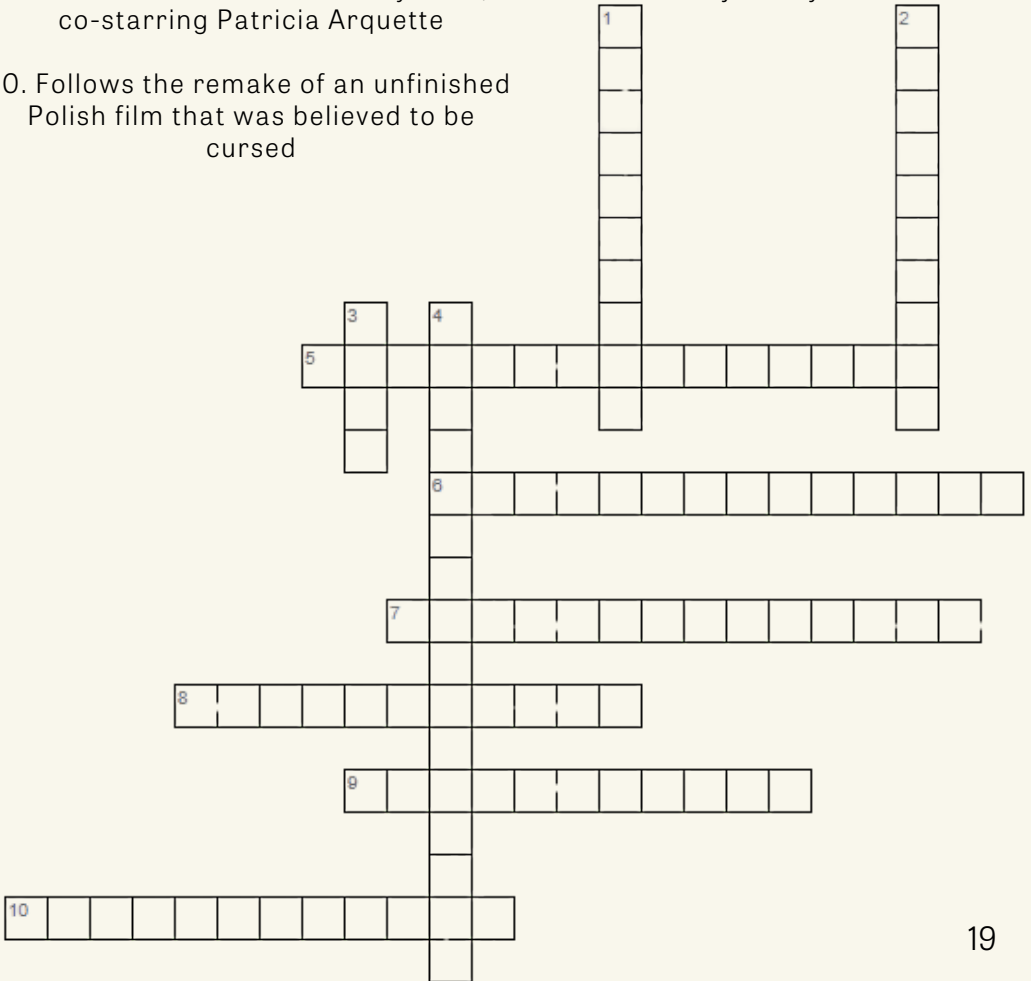 co-starring Patricia Arquette
0. Follows the remake of an unfinished
Polish film that was believed to be
cursed
1
2
3
4
5
6
7
8
9
10
19